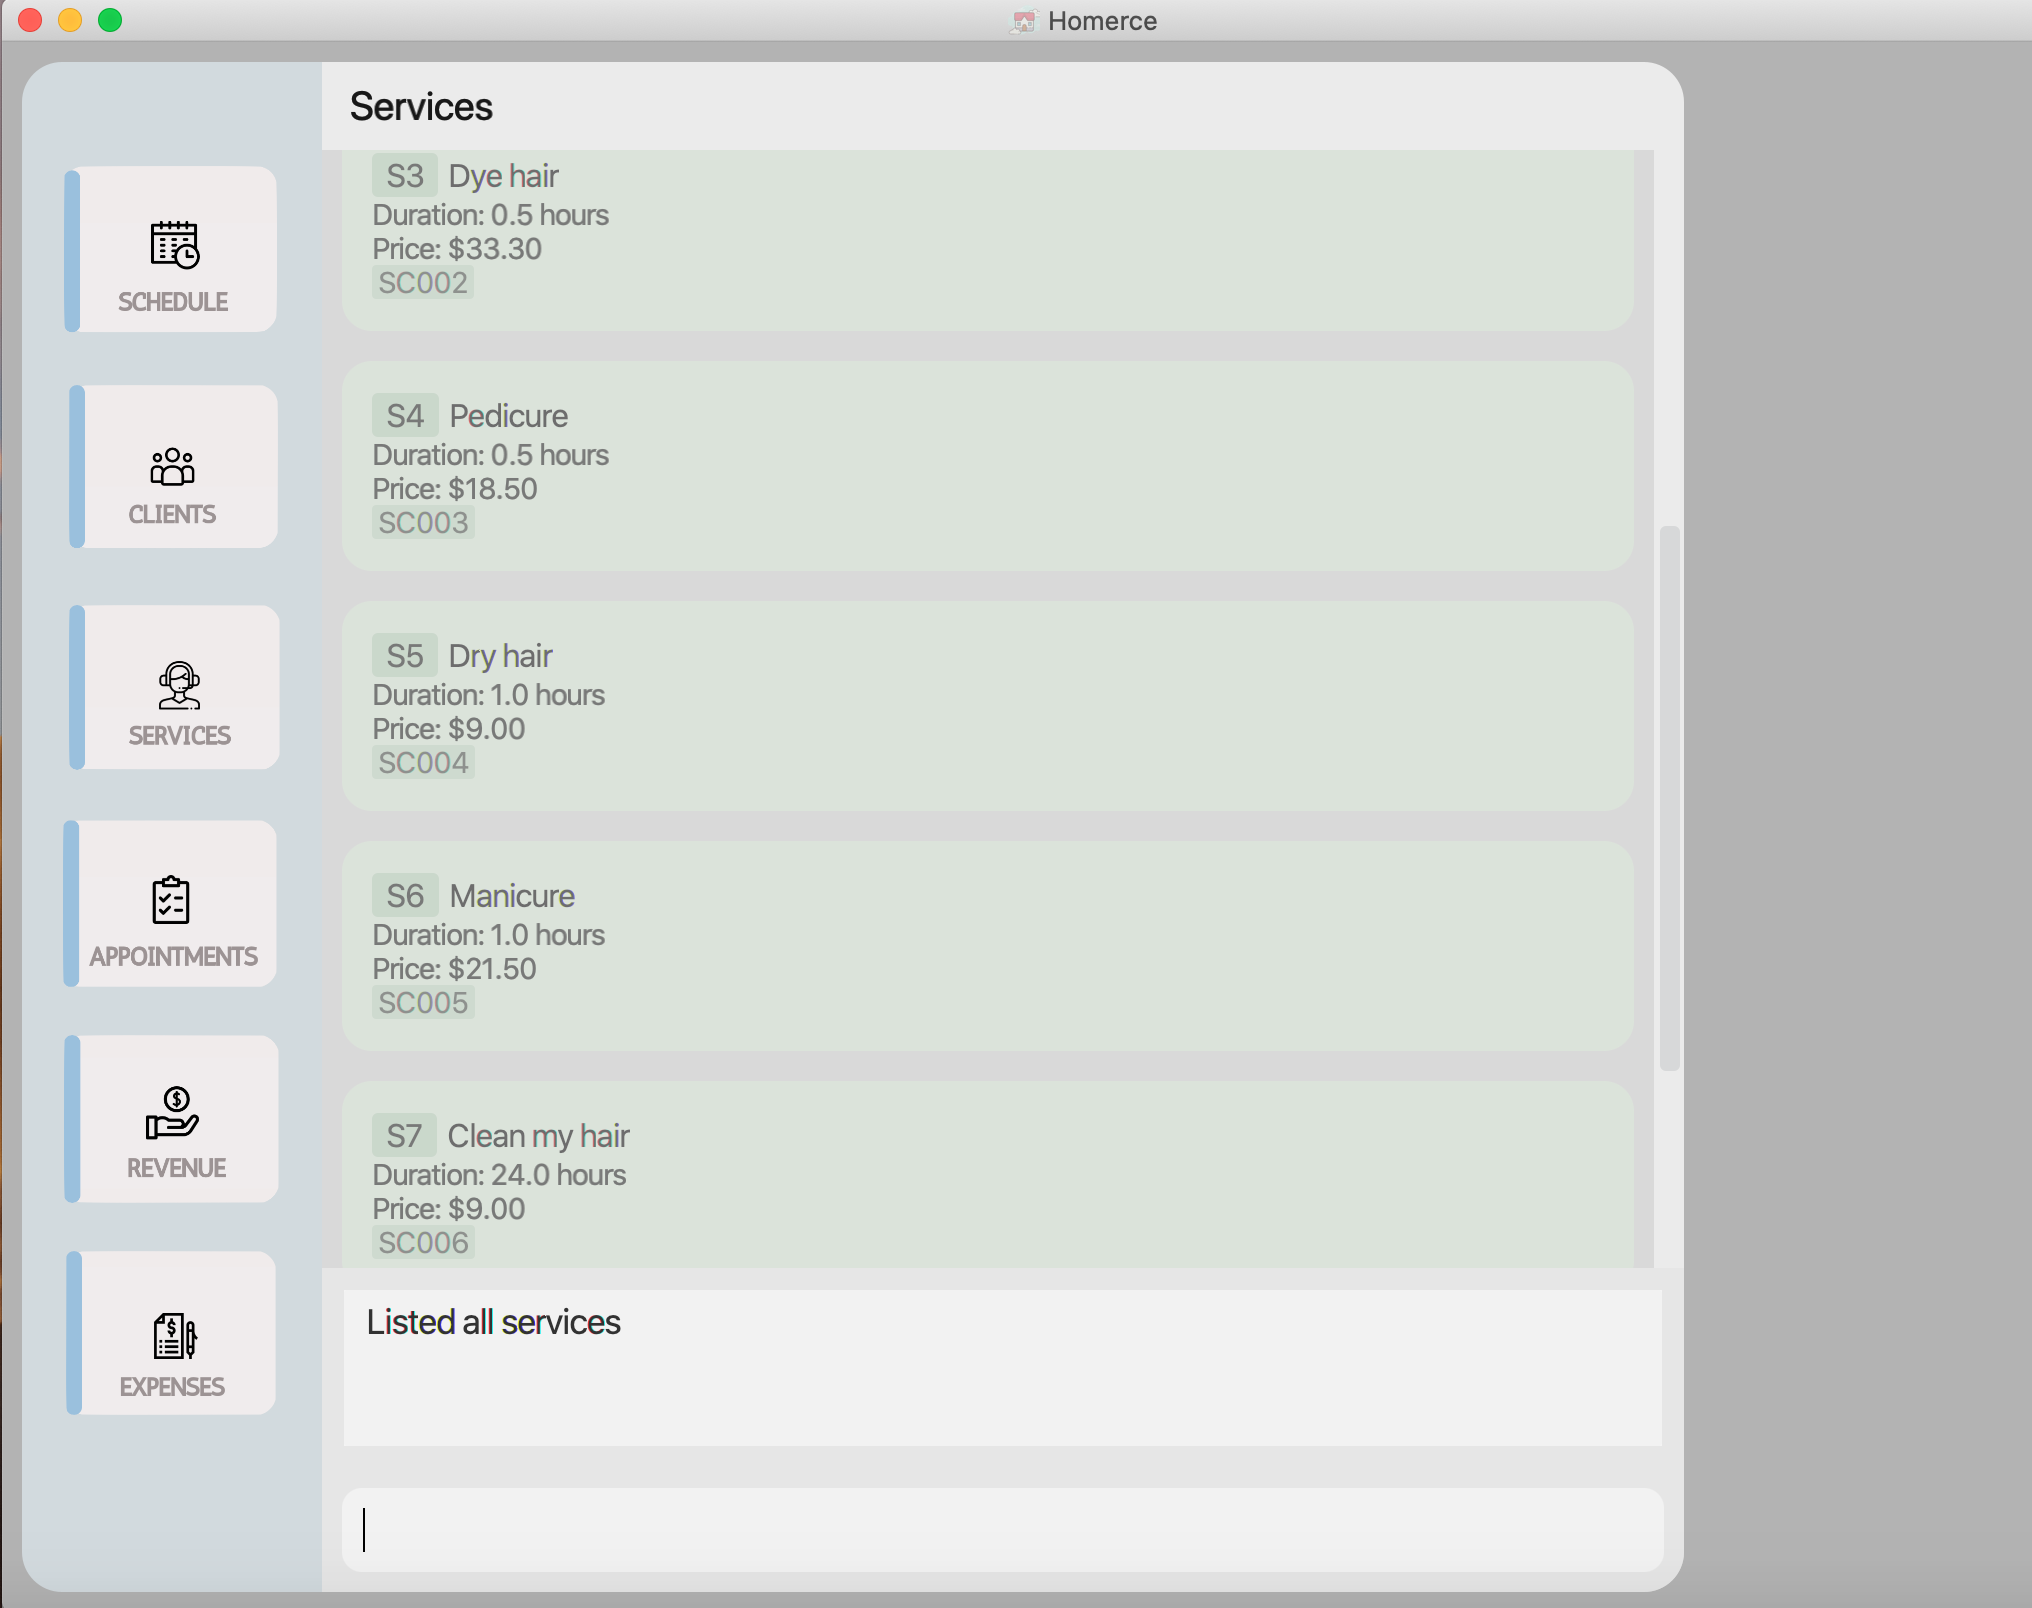 Homerce
Services
SCHEDULE
CLIENTS
SERVICES
APPOINTMENTS
REVENUE
EXPENSES
S3 Dye hair
Duration: 0.5 hours
Price: $33.30
SC002
S4 Pedicure
Duration: 0.5 hours
Price: $18.50
SC003
S5 Dry hair
Duration: 1.0 hours
Price: $9.00
SC004
S6 Manicure
Duration: 1.0 hours
Price: $21.50
SC005
S7 Clean my hair
Duration: 24.0 hours
Price: $9.00
SC006
Listed all services